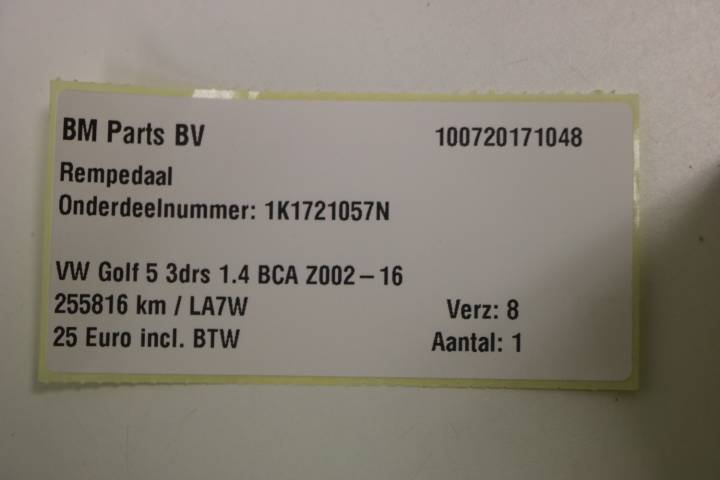 BM Parts BV 100720171048
Rempedaal
Onderdeelnummer: 1K1721057N
VW Golf 5 3drs 1.4 BCA Z002-16
255816 km / LA7W Verz: 8
25 Euro incl. BTW Aantal: 1